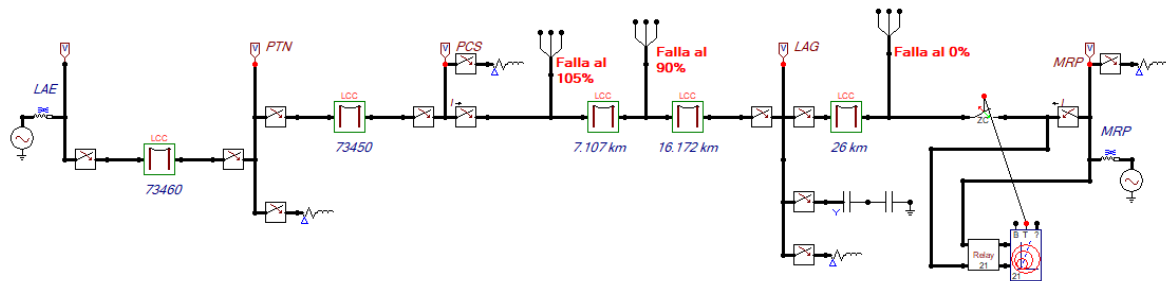 V
V
V
V
V
LAE
PTN
PCS
LAG
MRP
Falla al
105%
Falla al
90%
Falla al 0%
I
I
LCC
LCC
LCC
LCC
LCC
ZC
73460
73450
7.107 km
16.172 km
26 km
MRP
Y
B T ?
Relay
21
21